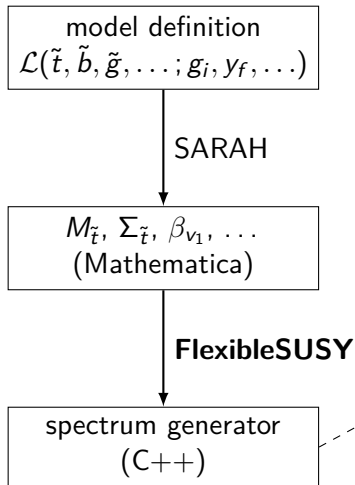 model definition
ℒ(t̃, b̃, g̃, …; gᵢ, y_f, …)
SARAH
M_t̃, Σ_t̃, β_v₁, …
(Mathematica)
FlexibleSUSY
spectrum generator
(C++)